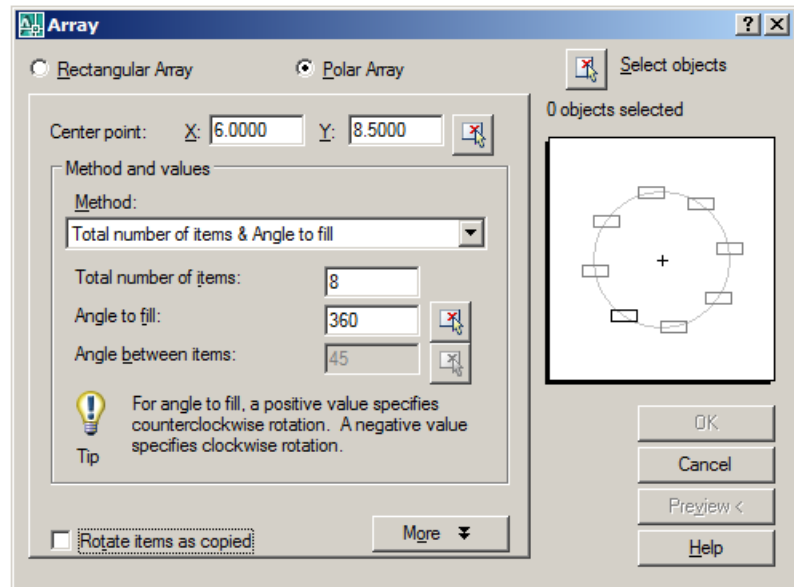 Array
Rectangular Array Polar Array Select objects
0 objects selected
Center point: X: 6.0000 Y: 8.5000
Method and values
Method:
Total number of items & Angle to fill
Total number of items: 8
Angle to fill: 360
Angle between items: 45
For angle to fill, a positive value specifies
counterclockwise rotation. A negative value
specifies clockwise rotation.
Tip
OK
Cancel
Preview <
Rotate items as copied More
Help